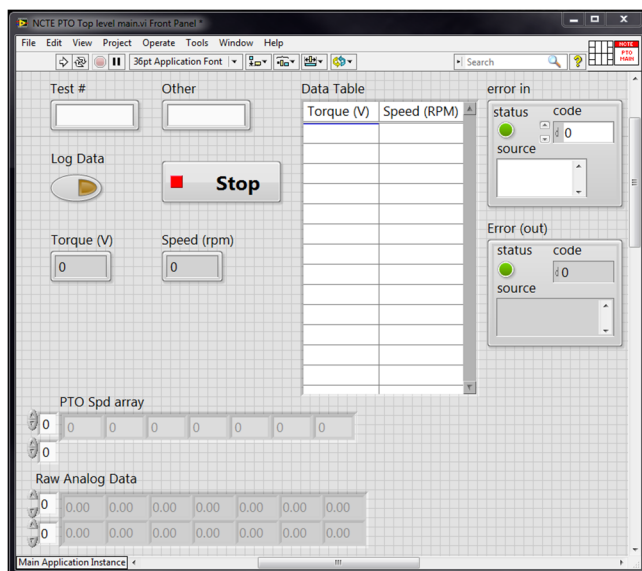 NCTE PTO Top level main.vi Front Panel *
File Edit View Project Operate Tools Window Help
36pt Application Font
Search
?
NCTE
PTO
MAIN
Test #
Other
Data Table
error in
Torque (V) Speed (RPM)
status code
0
source
Log Data
Stop
Torque (V)
Speed (rpm)
0
0
Error (out)
status code
0
source
PTO Spd array
0 0 0 0 0 0 0 0
0
Raw Analog Data
0 0.00 0.00 0.00 0.00 0.00 0.00 0.00
0 0.00 0.00 0.00 0.00 0.00 0.00 0.00
Main Application Instance